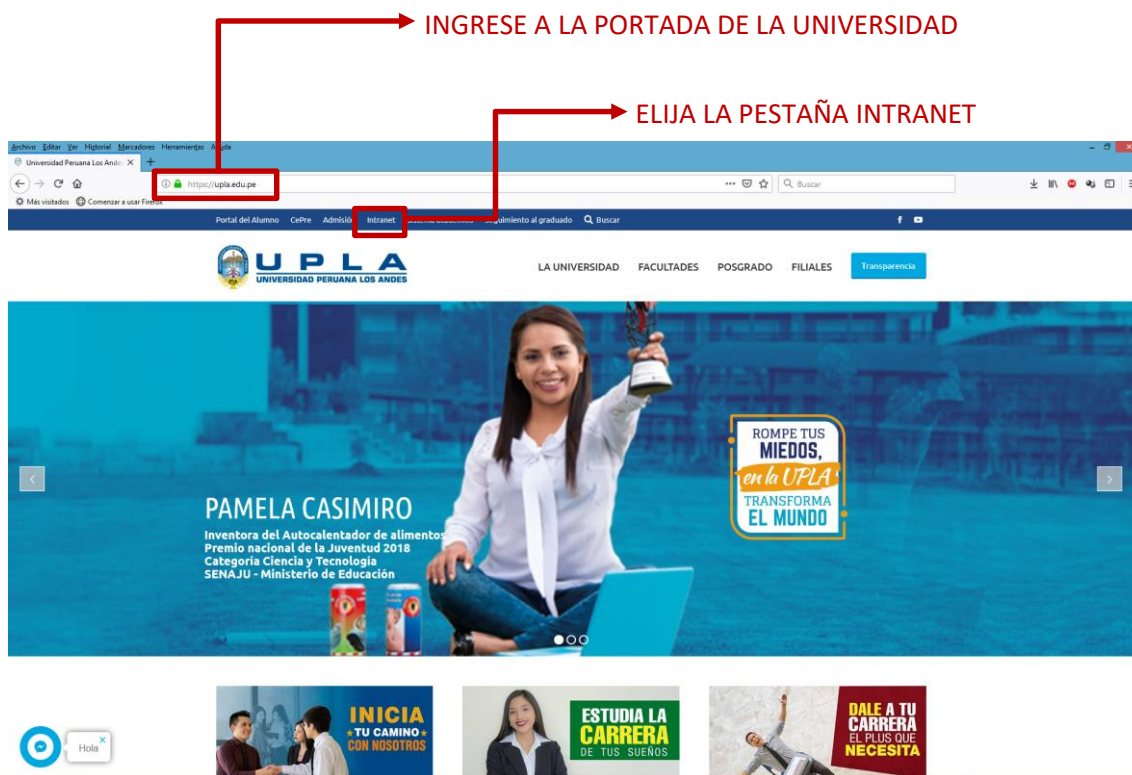 INGRESE A LA PORTADA DE LA UNIVERSIDAD
ELIJA LA PESTAÑA INTRANET
Archivo Editar Ver Historial Marcadores Herramientas Ayuda
Universidad Peruana Los Ande
https://upla.edu.pe
Buscar
Más visitados Comenzar a usar Firefox
Portal del Alumno CePre Admisión Intranet Sistema académico Seguimiento al graduado Buscar
UPLA
UNIVERSIDAD PERUANA LOS ANDES
LA UNIVERSIDAD FACULTADES POSGRADO FILIALES Transparencia
ROMPE TUS
MIEDOS,
en la UPLA
TRANSFORMA
EL MUNDO
PAMELA CASIMIRO
Inventora del Autocalentador de alimentos
Premio nacional de la Juventud 2018
Categoría Ciencia y Tecnología
SENAJU - Ministerio de Educación
INICIA
TU CAMINO
CON NOSOTROS
ESTUDIA LA
CARRERA
DE TUS SUEÑOS
DALE A TU
CARRERA
EL PLUS QUE
NECESITA
Hola